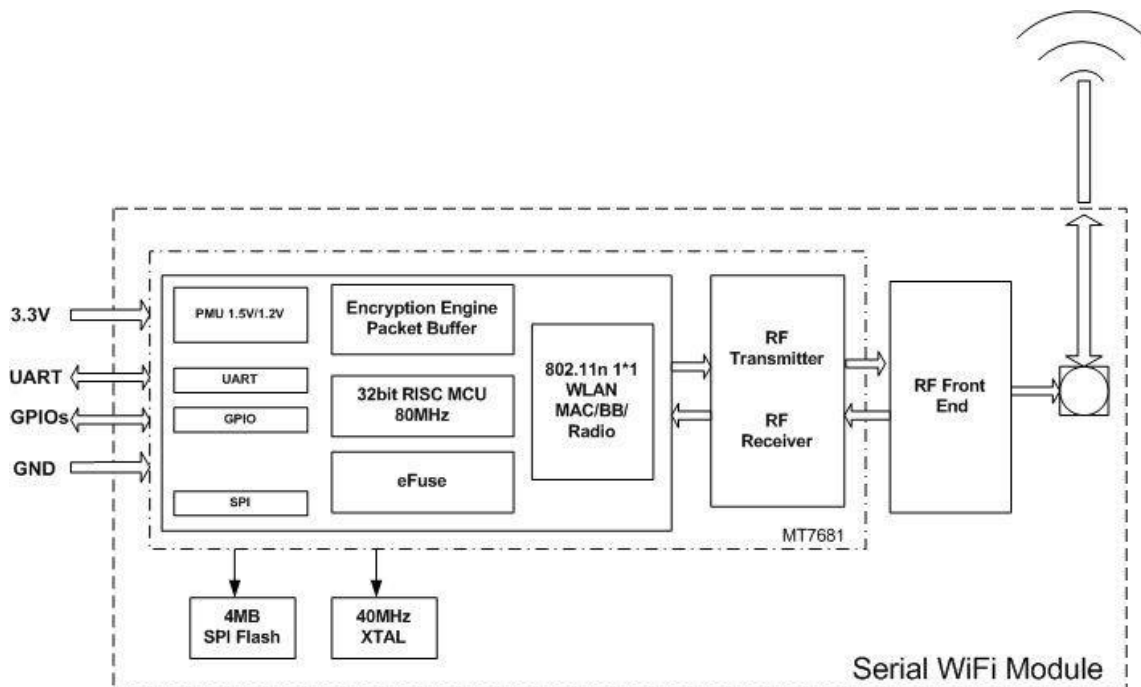 3.3V
UART
GPIOs
GND
PMU 1.5V/1.2V
UART
GPIO
SPI
Encryption Engine
Packet Buffer
32bit RISC MCU
80MHz
eFuse
802.11n 1*1
WLAN
MAC/BB/
Radio
RF
Transmitter
RF
Receiver
MT7681
RF Front
End
4MB
SPI Flash
40MHz
XTAL
Serial WiFi Module